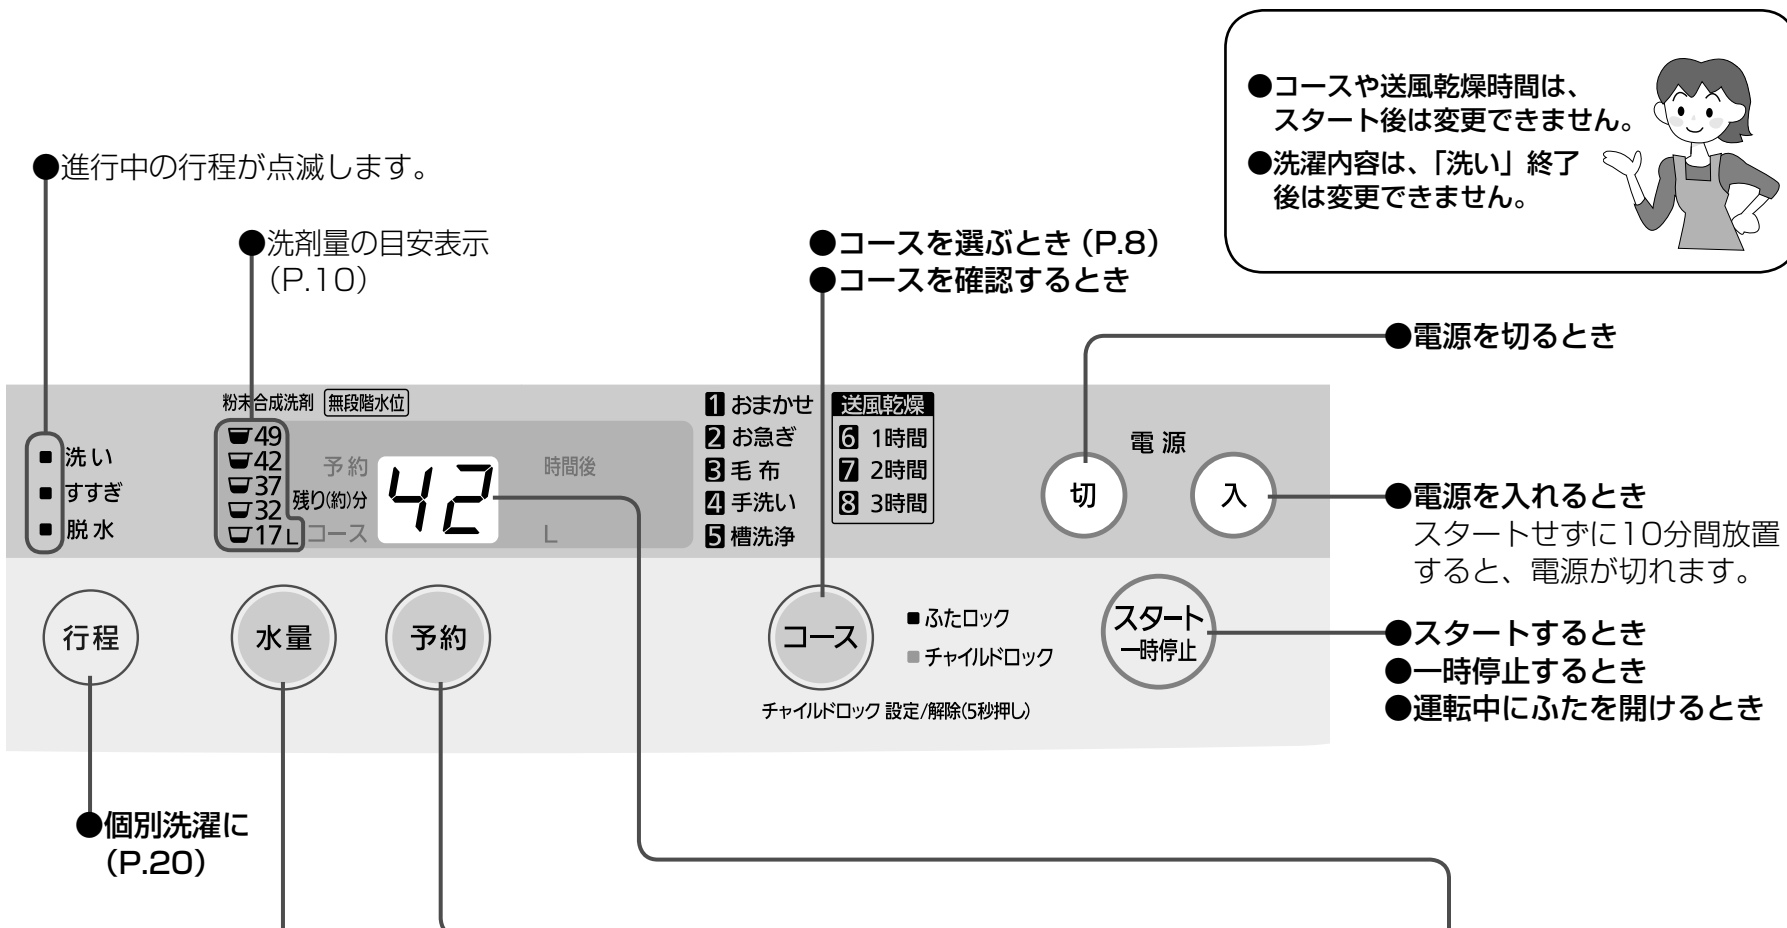 ●コースや送風乾燥時間は、
スタート後は変更できません。
●洗濯内容は、「洗い」終了
後は変更できません。
●進行中の行程が点滅します。
●洗剤量の目安表示
(P.10)
●コースを選ぶとき (P.8)
●コースを確認するとき
●電源を切るとき
粉末合成洗剤 無段階水位
49
42
37
32
17 L
■ 洗い
■ すすぎ
■ 脱水
予約
残り(約)分
コース
42
時間後
L
1 おまかせ
2 お急ぎ
3 毛布
4 手洗い
5 槽洗浄
送風乾燥
6 1時間
7 2時間
8 3時間
電源
切
入
●電源を入れるとき
スタートせずに10分間放置
すると、電源が切れます。
行程
水量
予約
コース
■ ふたロック
■ チャイルドロック
チャイルドロック 設定/解除(5秒押し)
スタート
一時停止
●スタートするとき
●一時停止するとき
●運転中にふたを開けるとき
●個別洗濯に
(P.20)